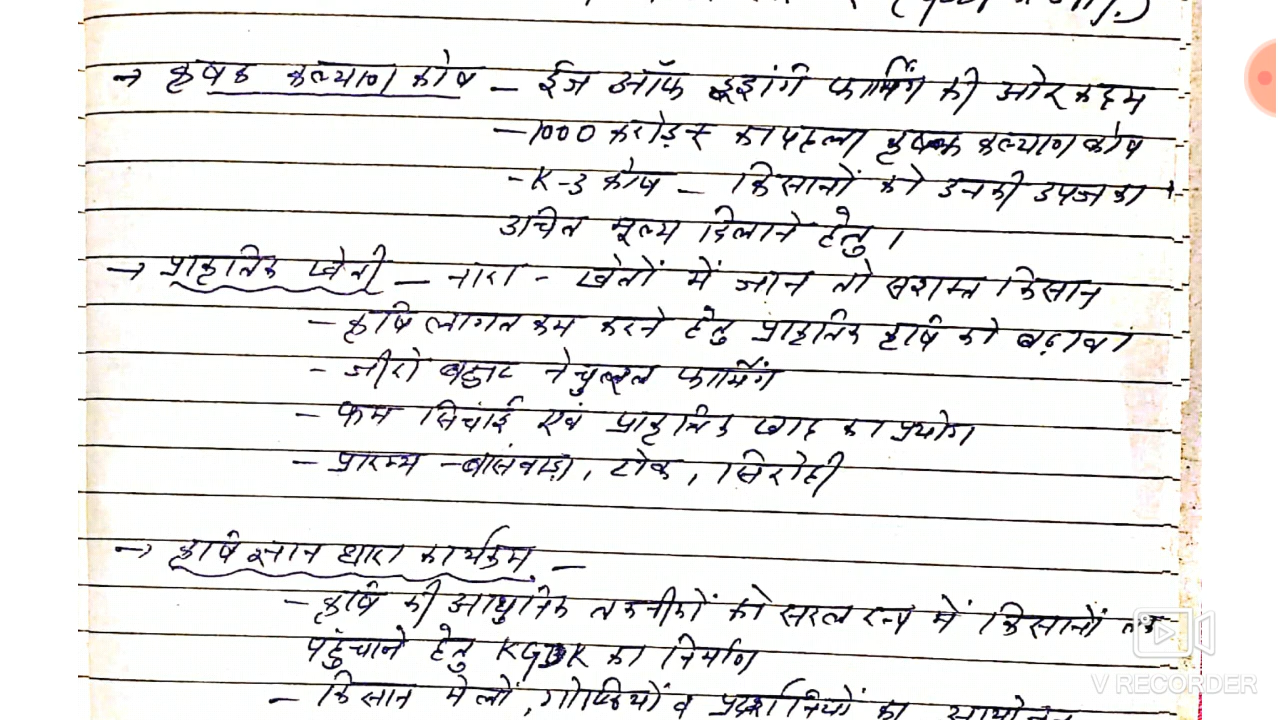 → कृषक कल्याण कोष – ईज ऑफ डूइंग फार्मिंग की ओर कदम
– 1000 करोड़ ₹ का पहला कृषक कल्याण कोष
– K-3 कोष – किसानों को उनकी उपज का
उचित मूल्य दिलाने हेतु।
→ प्राकृतिक खेती – नारा - खेतों में जान तो सशक्त किसान
– कृषि लागत कम करने हेतु प्राकृतिक कृषि को बढ़ावा
- जीरो बजट नेचुरल फार्मिंग
– कम सिंचाई एवं प्राकृतिक खाद का प्रयोग
– प्रारम्भ – बांसवाड़ा, टोंक, सिरोही
→ कृषि ज्ञान धारा कार्यक्रम –
– कृषि की आधुनिक तकनीकों को सरल रूप में किसानों तक
पहुंचाने हेतु KGDK का निर्माण
– किसान मेलों, गोष्ठियों व प्रदर्शनियों का आयोजन
V RECORDER